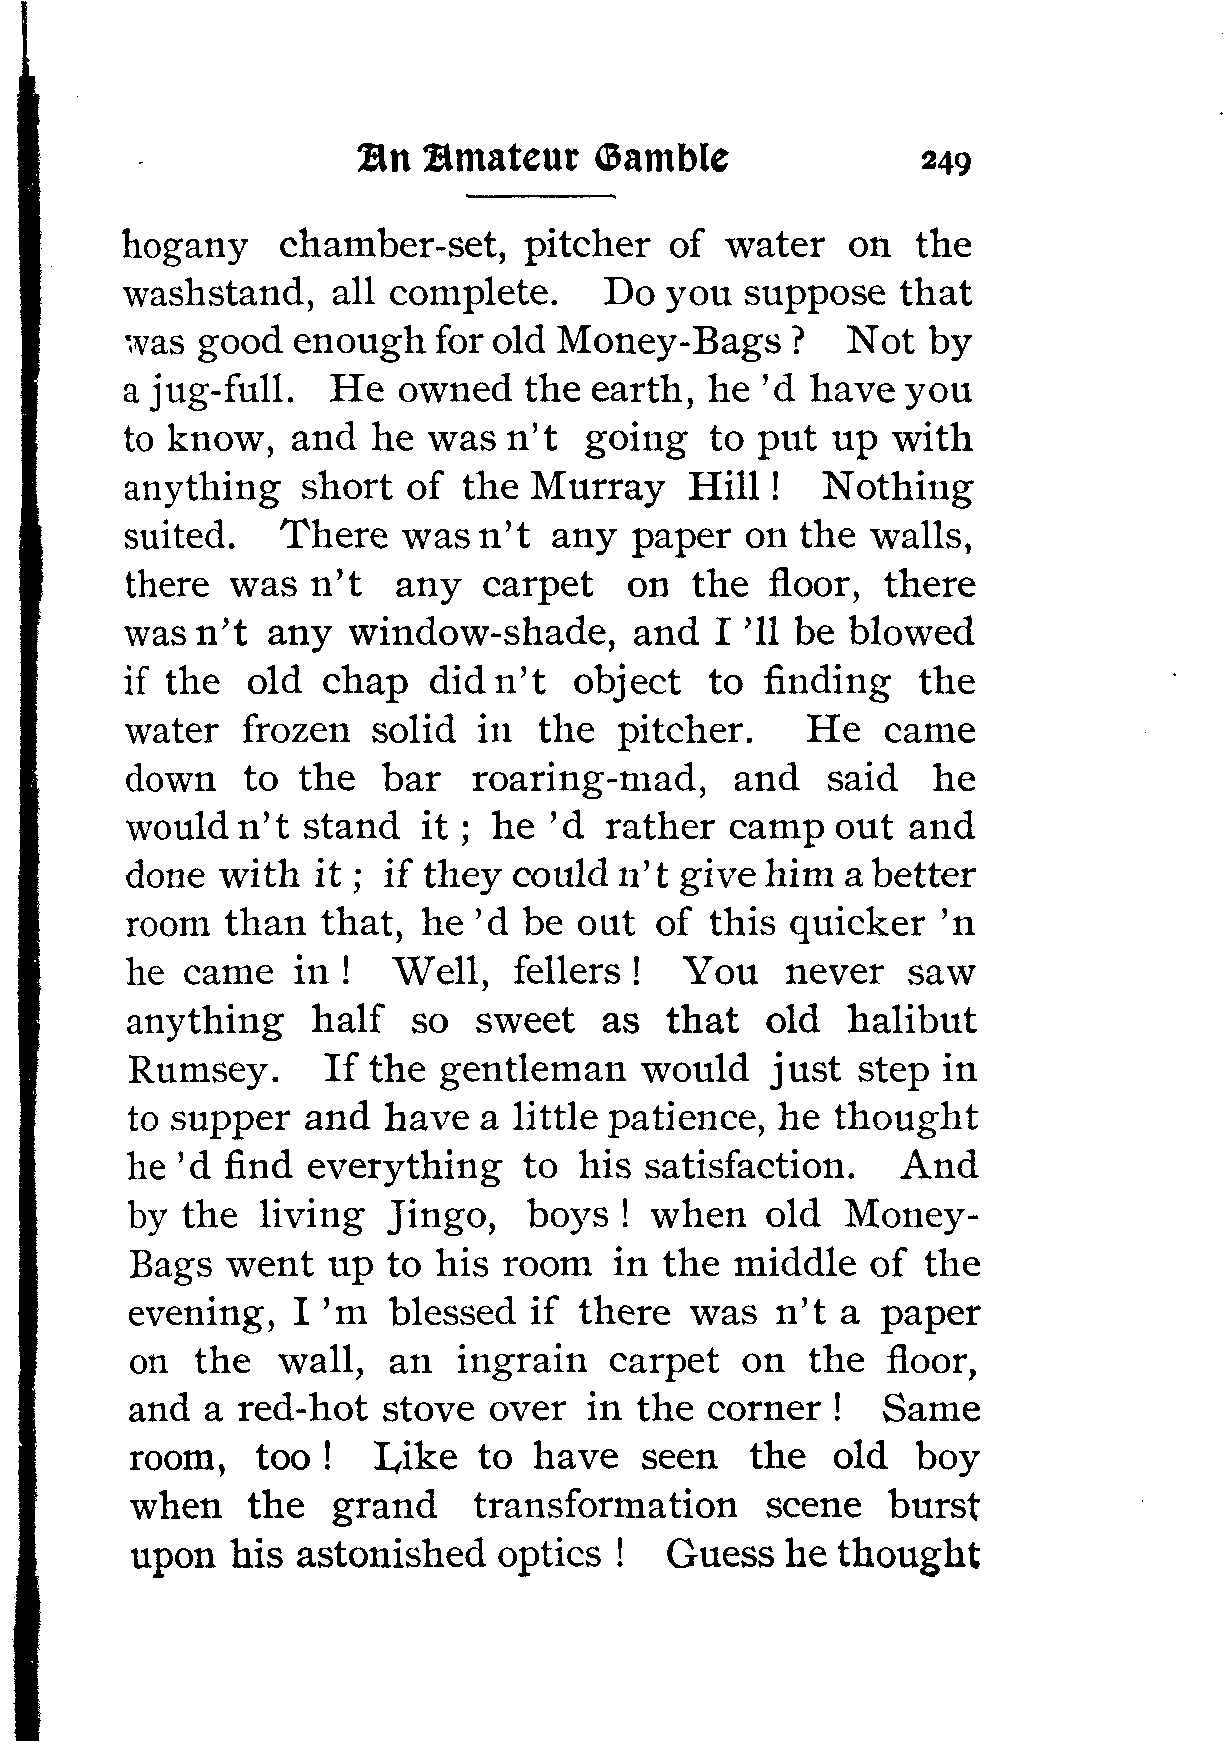 An Amateur Gamble 249
hogany chamber-set, pitcher of water on the
washstand, all complete. Do you suppose that
was good enough for old Money-Bags ? Not by
a jug-full. He owned the earth, he 'd have you
to know, and he was n't going to put up with
anything short of the Murray Hill ! Nothing
suited. There was n't any paper on the walls,
there was n't any carpet on the floor, there
was n't any window-shade, and I 'll be blowed
if the old chap did n't object to finding the
water frozen solid in the pitcher. He came
down to the bar roaring-mad, and said he
would n't stand it ; he 'd rather camp out and
done with it ; if they could n't give him a better
room than that, he 'd be out of this quicker 'n
he came in ! Well, fellers ! You never saw
anything half so sweet as that old halibut
Rumsey. If the gentleman would just step in
to supper and have a little patience, he thought
he 'd find everything to his satisfaction. And
by the living Jingo, boys ! when old Money-
Bags went up to his room in the middle of the
evening, I 'm blessed if there was n't a paper
on the wall, an ingrain carpet on the floor,
and a red-hot stove over in the corner ! Same
room, too ! Like to have seen the old boy
when the grand transformation scene burst
upon his astonished optics ! Guess he thought